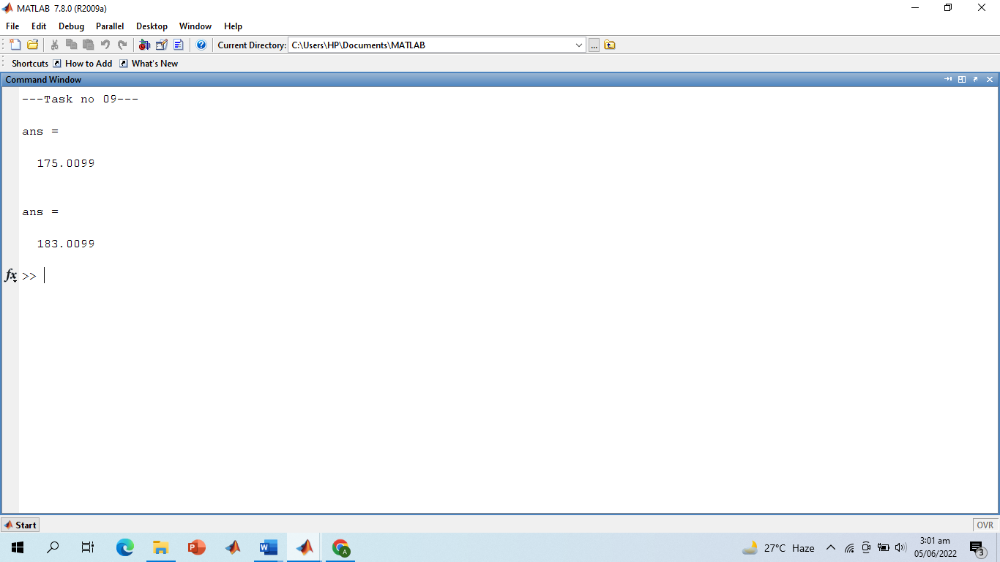 MATLAB 7.8.0 (R2009a)
File Edit Debug Parallel Desktop Window Help
Current Directory: C:\Users\HP\Documents\MATLAB ...
Shortcuts How to Add What's New
Command Window
---Task no 09---
ans =
175.0099
ans =
183.0099
fx >>
Start
OVR
27°C Haze
3:01 am
05/06/2022
3